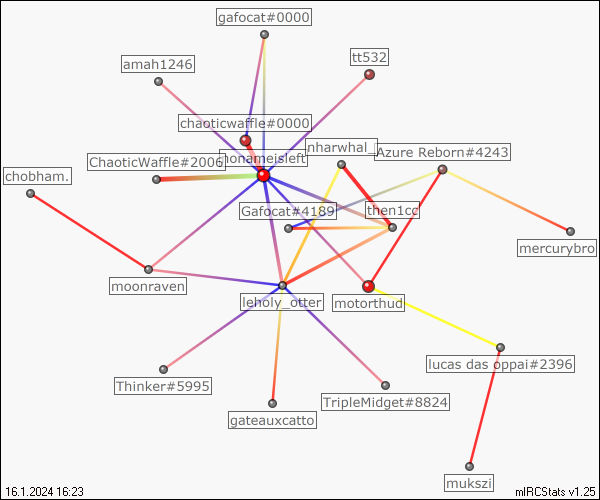 gafocat#0000
tt532
amah1246
chaoticwaffle#0000
nharwhal_
Azure Reborn#4243
ChaoticWaffle#2006
nonameisleft
chobham.
Gafocat#4189
then1cc
mercurybro
moonraven
leholy_otter
motorthud
lucas das oppai#2396
Thinker#5995
TripleMidget#8824
gateauxcatto
mukszi
16.1.2024 16:23
mIRCStats v1.25